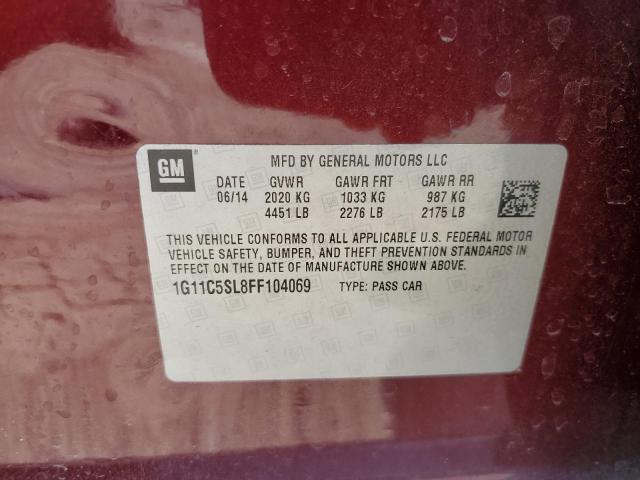 GM
MFD BY GENERAL MOTORS LLC
DATE GVWR GAWR FRT GAWR RR
06/14 2020 KG 1033 KG 987 KG
4451 LB 2276 LB 2175 LB
THIS VEHICLE CONFORMS TO ALL APPLICABLE U.S. FEDERAL MOTOR
VEHICLE SAFETY, BUMPER, AND THEFT PREVENTION STANDARDS IN
EFFECT ON THE DATE OF MANUFACTURE SHOWN ABOVE.
1G11C5SL8FF104069 TYPE: PASS CAR